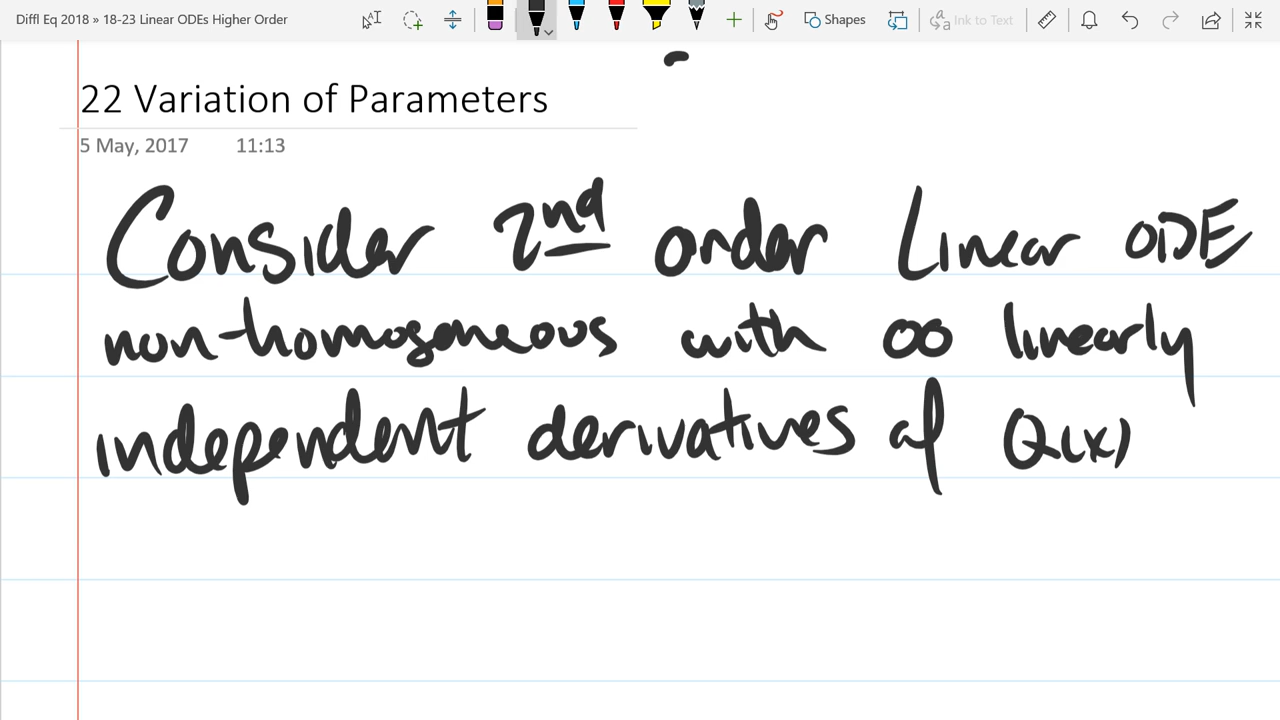 Diffl Eq 2018 » 18-23 Linear ODEs Higher Order
Shapes
Ink to Text
22 Variation of Parameters
5 May, 2017 11:13
Consider 2nd order Linear ODE
non-homogeneous with ∞ linearly
independent derivatives of Q(x)